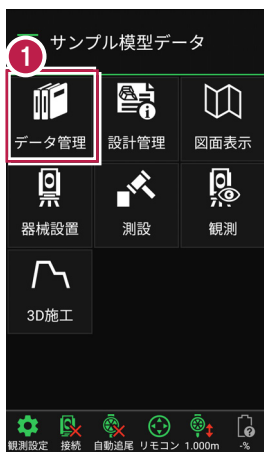 サンプル模型データ
1
データ管理 設計管理 図面表示
器械設置 測設 観測
3D施工
観測設定 接続 自動追尾 リモコン 1.000m -%